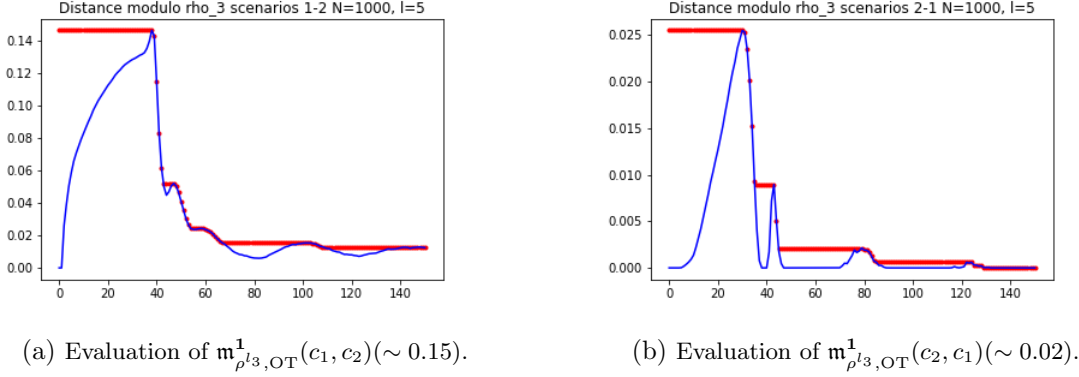 Distance modulo rho_3 scenarios 1-2 N=1000, l=5
0.14
0.12
0.10
0.08
0.06
0.04
0.02
0.00
0 20 40 60 80 100 120 140
(a) Evaluation of 𝔪¹_{ρ^{l₃},OT}(c₁, c₂)(∼ 0.15).
Distance modulo rho_3 scenarios 2-1 N=1000, l=5
0.025
0.020
0.015
0.010
0.005
0.000
0 20 40 60 80 100 120 140
(b) Evaluation of 𝔪¹_{ρ^{l₃},OT}(c₂, c₁)(∼ 0.02).